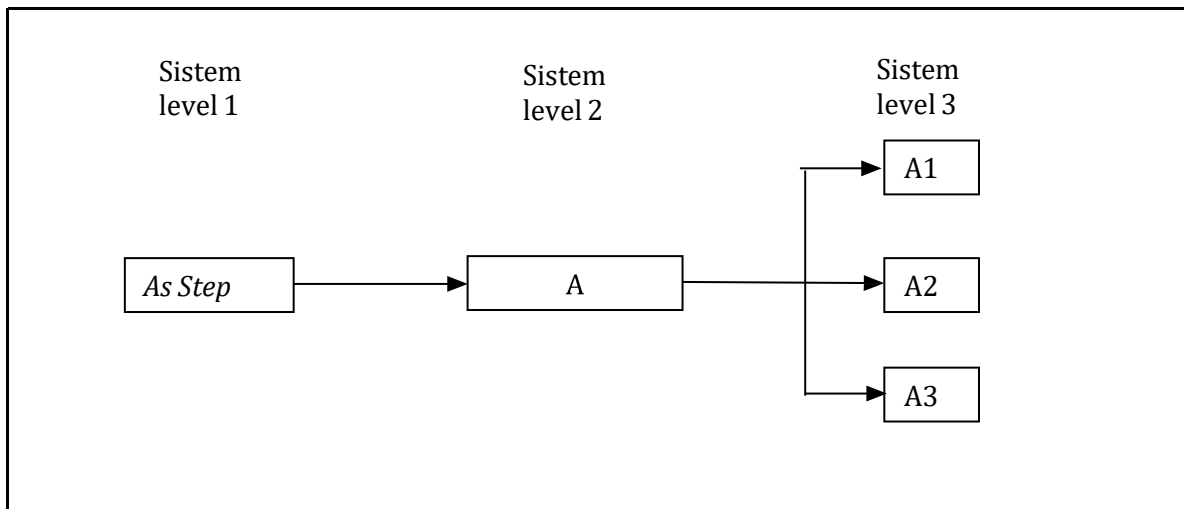 Sistem
level 1
Sistem
level 2
Sistem
level 3
A1
As Step
A
A2
A3